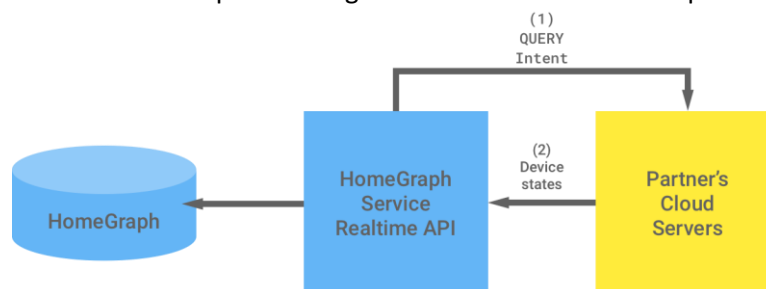 (1)
QUERY
Intent
HomeGraph
HomeGraph
Service
Realtime API
(2)
Device
states
Partner's
Cloud
Servers